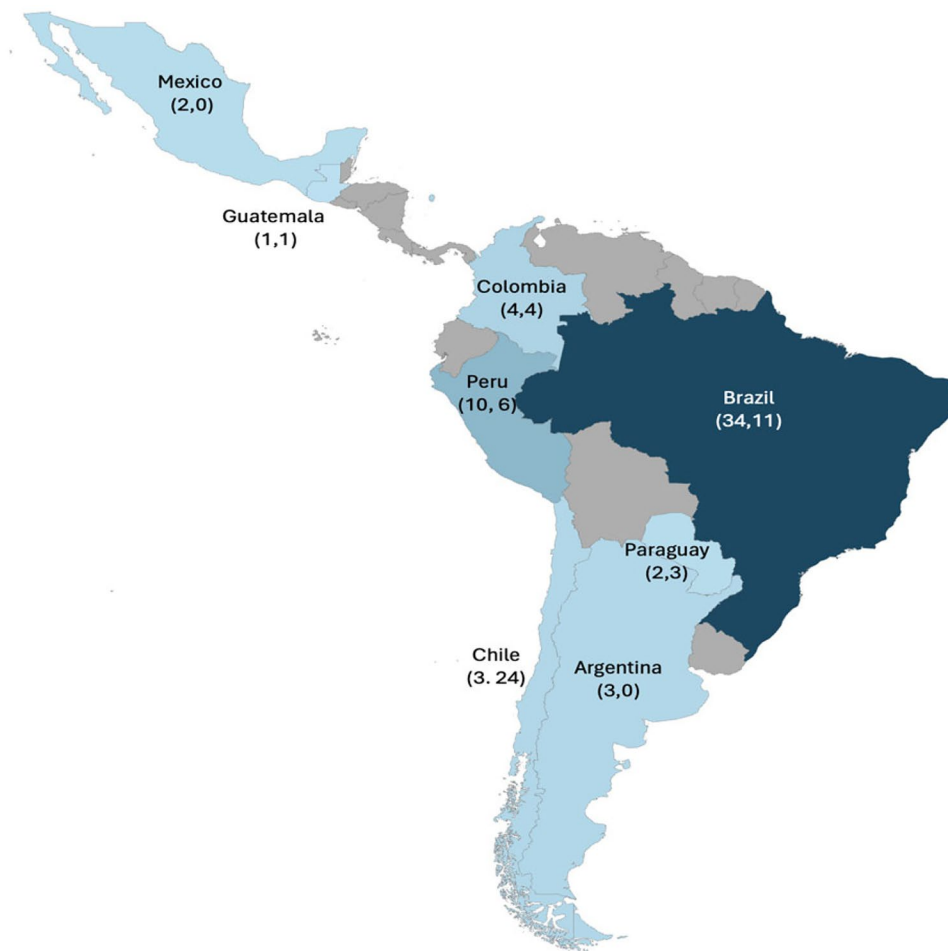 Mexico
(2,0)
Guatemala
(1,1)
Colombia
(4,4)
Peru
(10, 6)
Brazil
(34,11)
Paraguay
(2,3)
Chile
(3. 24)
Argentina
(3,0)